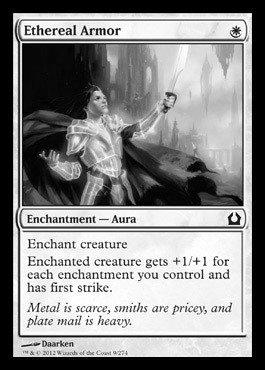 Ethereal Armor
Enchantment — Aura
Enchant creature
Enchanted creature gets +1/+1 for
each enchantment you control and
has first strike.
Metal is scarce, smiths are pricey, and
plate mail is heavy.
Daarken
™ & © 2012 Wizards of the Coast 9/274